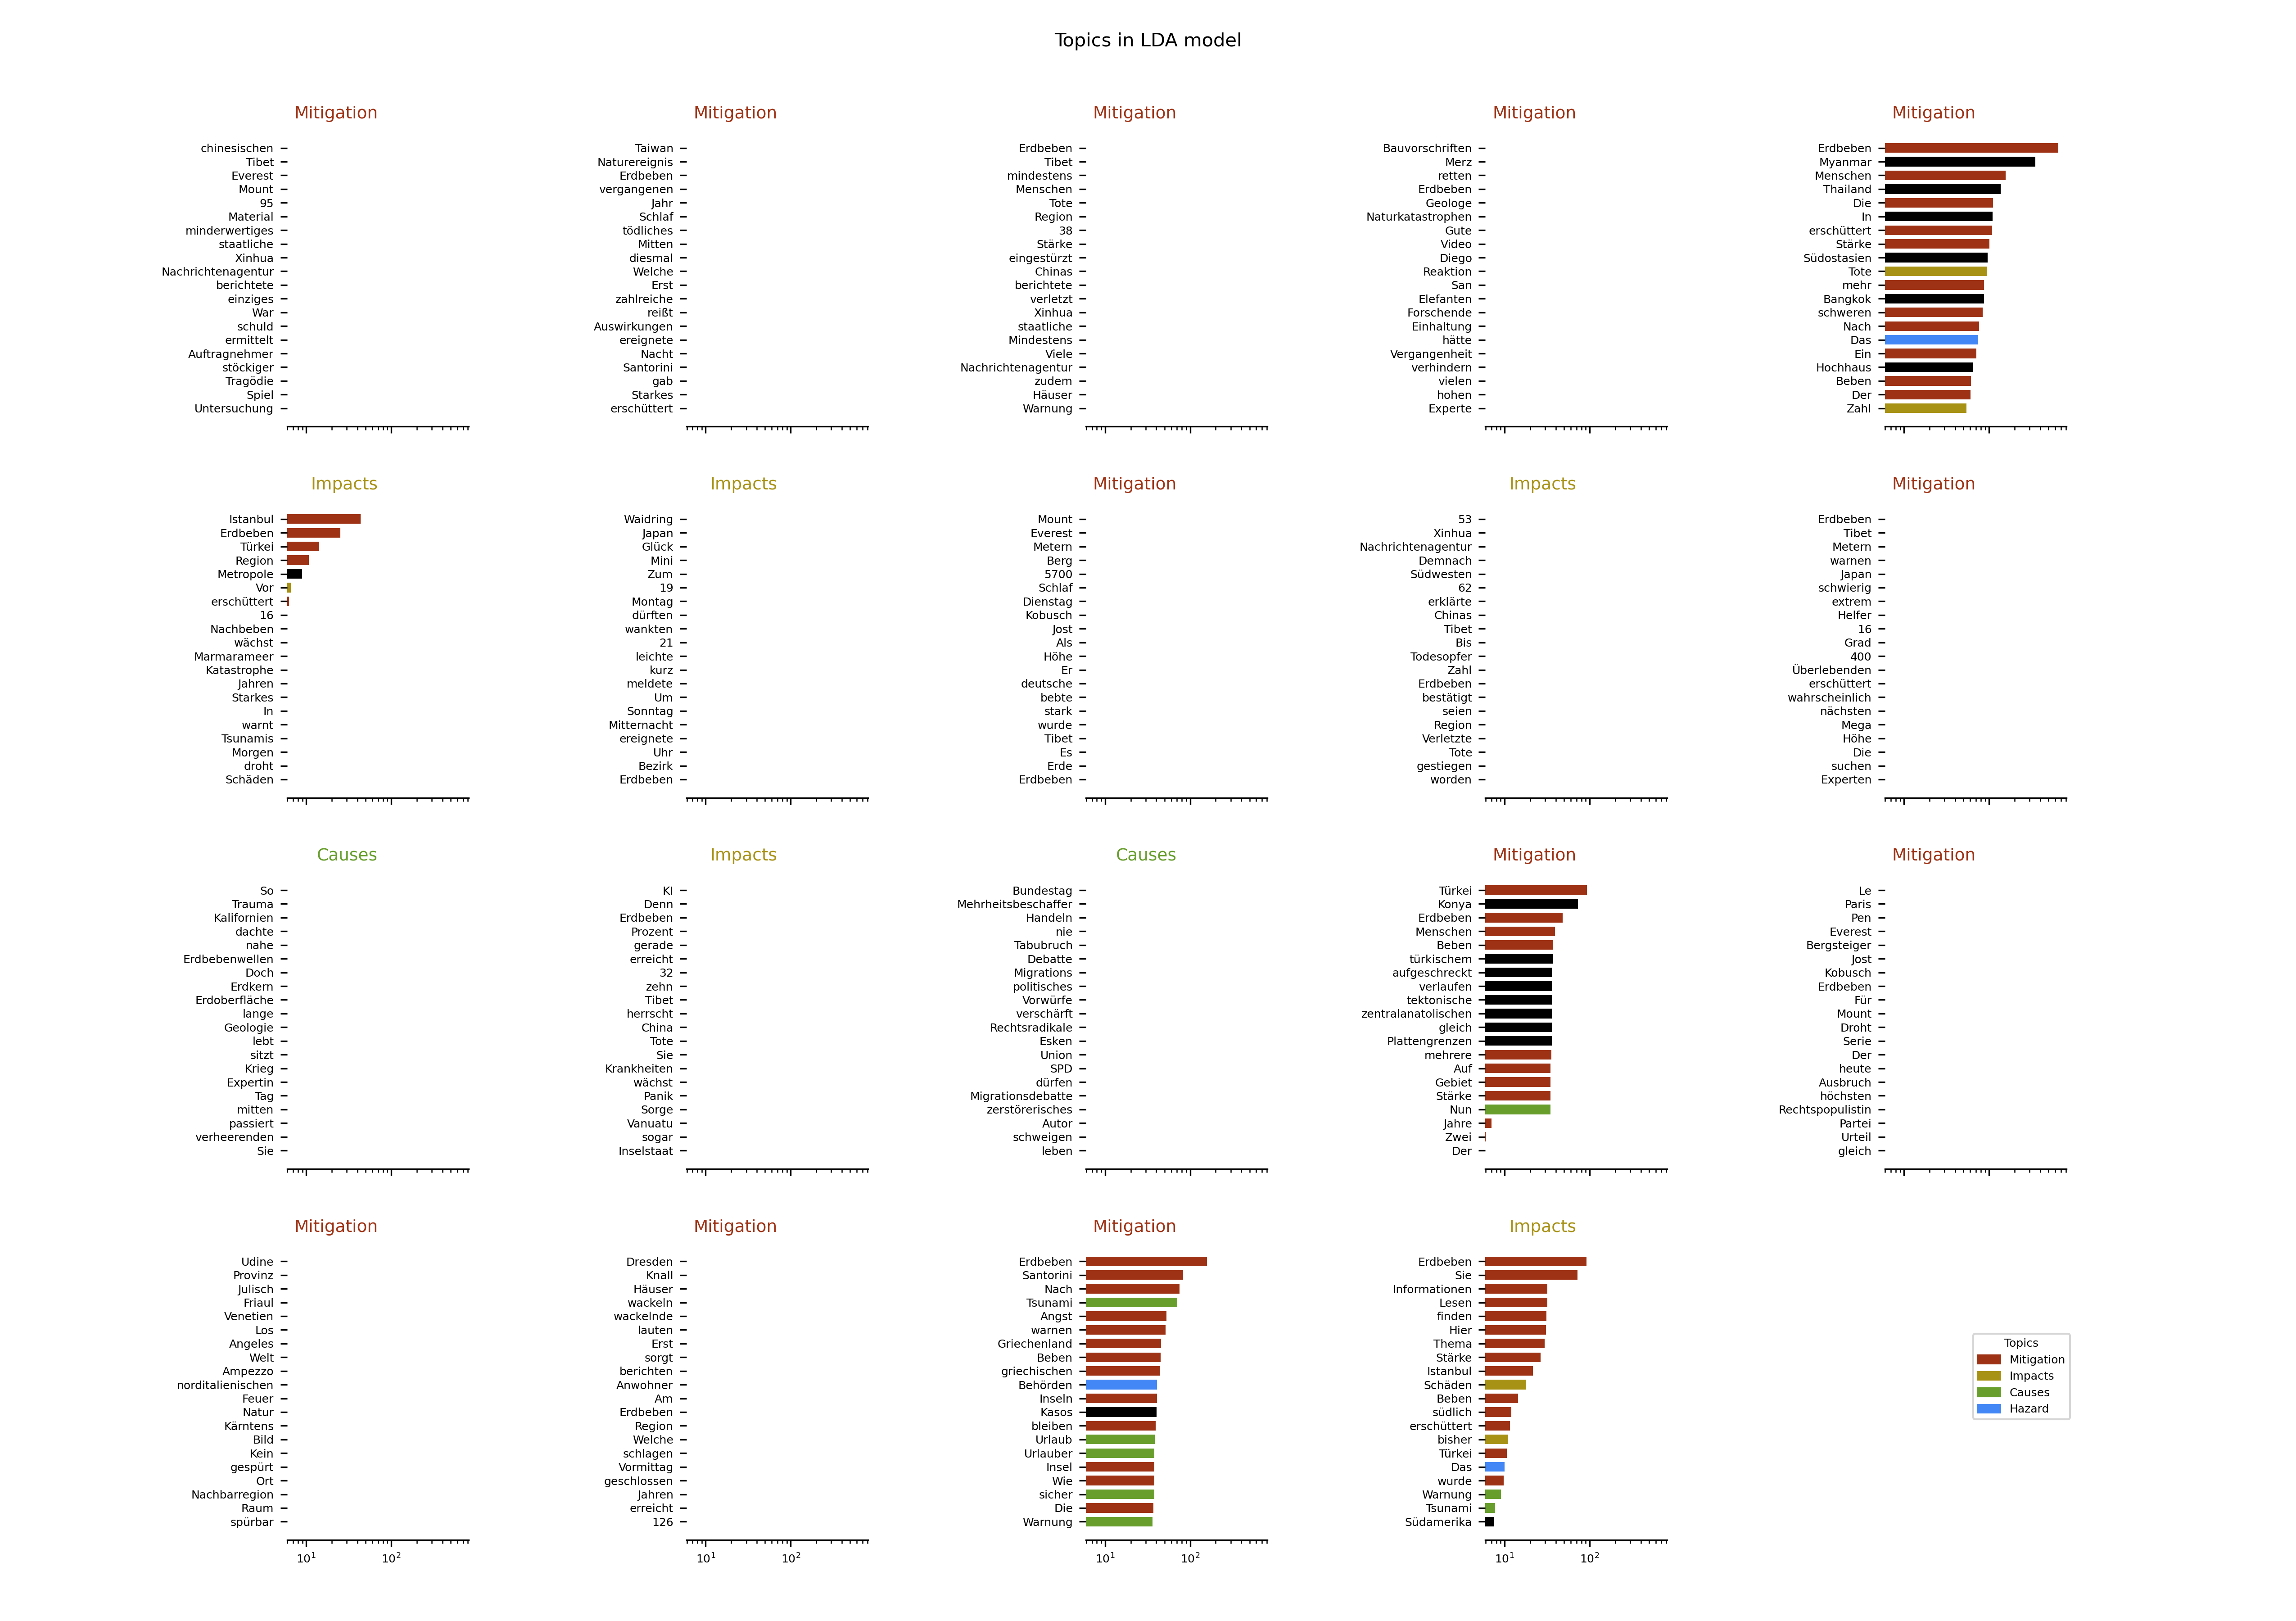 Topics in LDA model
Mitigation
chinesischen
Tibet
Everest
Mount
95
Material
minderwertiges
staatliche
Xinhua
Nachrichtenagentur
berichtete
einziges
War
schuld
ermittelt
Auftragnehmer
stöckiger
Tragödie
Spiel
Untersuchung
Mitigation
Taiwan
Naturereignis
Erdbeben
vergangenen
Jahr
Schlaf
tödliches
Mitten
diesmal
Welche
Erst
zahlreiche
reißt
Auswirkungen
ereignete
Nacht
Santorini
gab
Starkes
erschüttert
Mitigation
Erdbeben
Tibet
mindestens
Menschen
Tote
Region
38
Stärke
eingestürzt
Chinas
berichtete
verletzt
Xinhua
staatliche
Mindestens
Viele
Nachrichtenagentur
zudem
Häuser
Warnung
Mitigation
Bauvorschriften
Merz
retten
Erdbeben
Geologe
Naturkatastrophen
Gute
Video
Diego
Reaktion
San
Elefanten
Forschende
Einhaltung
hätte
Vergangenheit
verhindern
vielen
hohen
Experte
Mitigation
Erdbeben
Myanmar
Menschen
Thailand
Die
In
erschüttert
Stärke
Südostasien
Tote
mehr
Bangkok
schweren
Nach
Das
Ein
Hochhaus
Beben
Der
Zahl
Impacts
Istanbul
Erdbeben
Türkei
Region
Metropole
Vor
erschüttert
16
Nachbeben
wächst
Marmarameer
Katastrophe
Jahren
Starkes
In
warnt
Tsunamis
Morgen
droht
Schäden
Impacts
Waidring
Japan
Glück
Mini
Zum
19
Montag
dürften
wankten
21
leichte
kurz
meldete
Um
Sonntag
Mitternacht
ereignete
Uhr
Bezirk
Erdbeben
Mitigation
Mount
Everest
Metern
Berg
5700
Schlaf
Dienstag
Kobusch
Jost
Als
Höhe
Er
deutsche
bebte
stark
wurde
Tibet
Es
Erde
Erdbeben
Impacts
53
Xinhua
Nachrichtenagentur
Demnach
Südwesten
62
erklärte
Chinas
Tibet
Bis
Todesopfer
Zahl
Erdbeben
bestätigt
seien
Region
Verletzte
Tote
gestiegen
worden
Mitigation
Erdbeben
Tibet
Metern
warnen
Japan
schwierig
extrem
Helfer
16
Grad
400
Überlebenden
erschüttert
wahrscheinlich
nächsten
Mega
Höhe
Die
suchen
Experten
Causes
So
Trauma
Kalifornien
dachte
nahe
Erdbebenwellen
Doch
Erdkern
Erdoberfläche
lange
Geologie
lebt
sitzt
Krieg
Expertin
Tag
mitten
passiert
verheerenden
Sie
Impacts
KI
Denn
Erdbeben
Prozent
gerade
erreicht
32
zehn
Tibet
herrscht
China
Tote
Sie
Krankheiten
wächst
Panik
Sorge
Vanuatu
sogar
Inselstaat
Causes
Bundestag
Mehrheitsbeschaffer
Handeln
nie
Tabubruch
Debatte
Migrations
politisches
Vorwürfe
verschärft
Rechtsradikale
Esken
Union
SPD
dürfen
Migrationsdebatte
zerstörerisches
Autor
schweigen
leben
Mitigation
Türkei
Konya
Erdbeben
Menschen
Beben
türkischem
aufgeschreckt
verlaufen
tektonische
zentralanatolischen
gleich
Plattengrenzen
mehrere
Auf
Gebiet
Stärke
Nun
Jahre
Zwei
Der
Mitigation
Le
Paris
Pen
Everest
Bergsteiger
Jost
Kobusch
Erdbeben
Für
Mount
Droht
Serie
Der
heute
Ausbruch
höchsten
Rechtspopulistin
Partei
Urteil
gleich
Mitigation
Udine
Provinz
Julisch
Friaul
Venetien
Los
Angeles
Welt
Ampezzo
norditalienischen
Feuer
Natur
Kärntens
Bild
Kein
gespürt
Ort
Nachbarregion
Raum
spürbar
10¹ 10²
Mitigation
Dresden
Knall
Häuser
wackeln
wackelnde
lauten
Erst
sorgt
berichten
Anwohner
Am
Erdbeben
Region
Welche
schlagen
Vormittag
geschlossen
Jahren
erreicht
126
10¹ 10²
Mitigation
Erdbeben
Santorini
Nach
Tsunami
Angst
warnen
Griechenland
Beben
griechischen
Behörden
Inseln
Kasos
bleiben
Urlaub
Urlauber
Insel
Wie
sicher
Die
Warnung
10¹ 10²
Impacts
Erdbeben
Sie
Informationen
Lesen
finden
Hier
Thema
Stärke
Istanbul
Schäden
Beben
südlich
erschüttert
bisher
Türkei
Das
wurde
Warnung
Tsunami
Südamerika
10¹ 10²
Topics
Mitigation
Impacts
Causes
Hazard